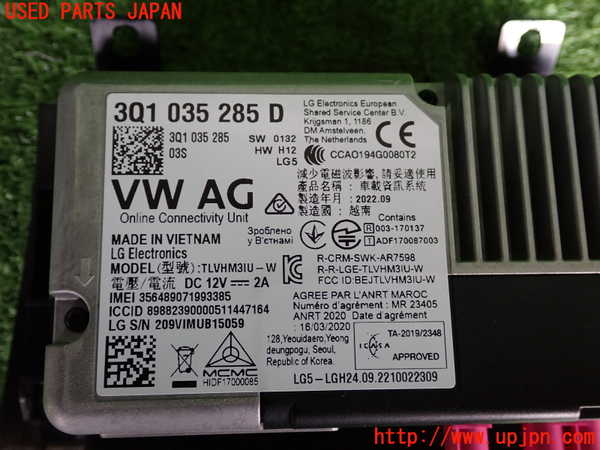 USED PARTS JAPAN
3Q1 035 285 D
3Q1 035 285
03S
SW 0132
HW H12
LG5
LG Electronics European
Shared Service Center B.V.
Krijgsman 1, 1186
DM Amstelveen,
The Netherlands
CE
CCAO194G0080T2
VW AG
Online Connectivity Unit
減少電磁波影響, 請妥適使用
產品名稱 : 車載資訊系統
製造年月 : 2022.09
製造國 : 越南
MADE IN VIETNAM
LG Electronics
Зроблено
у В'єтнамі
Contains
R 003-170137
T ADF170087003
MODEL(型號):TLVHM3IU-W
電壓/電流 DC 12V 2A
IMEI 356489071993385
ICCID 89882390000511447164
LG S/N 209VIMUB15059
R-CRM-SWK-AR7598
R-R-LGE-TLVHM3IU-W
FCC ID:BEJTLVHM3IU-W
AGREE PAR L'ANRT MAROC
Numéro d'agrément : MR 23405
ANRT 2020 Date d'agrément
: 16/03/2020
MCMC
HIDF17000085
128,Yeouidaero,Yeong
deungpogu, Seoul,
Republic of Korea.
ICASA
TA-2019/2348
APPROVED
LG5-LGH24.09.2210022309
http://www.upjpn.com/